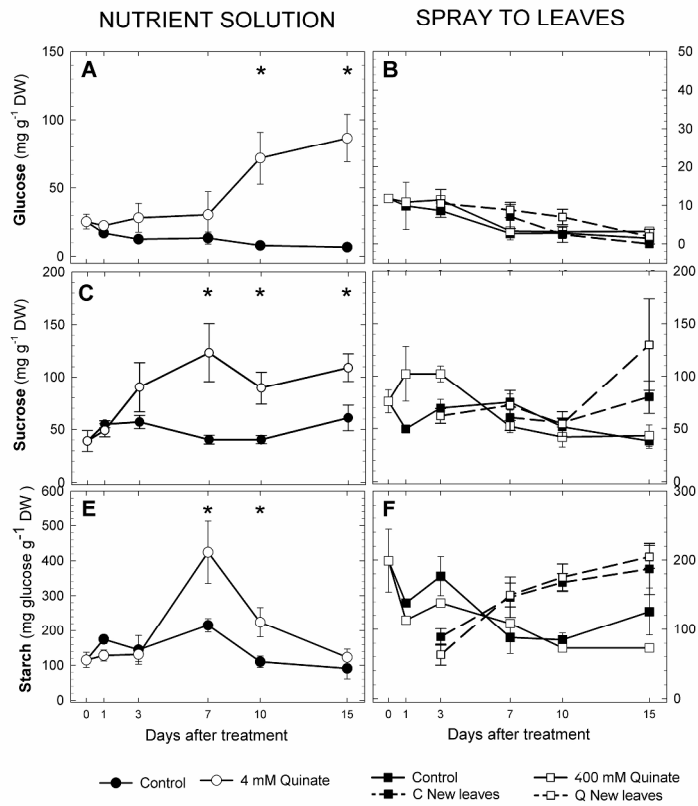 NUTRIENT SOLUTION SPRAY TO LEAVES
A * *
B
Glucose (mg g-1 DW)
150
100
50
0
50
40
30
20
10
0
C * * *
Sucrose (mg g-1 DW)
200
150
100
50
0
200
150
100
50
0
E * *
F
Starch (mg glucose g-1 DW )
600
500
400
300
200
100
0
300
200
100
0
0 1 3 7 10 15
0 1 3 7 10 15
Days after treatment Days after treatment
Control 4 mM Quinate Control 400 mM Quinate
C New leaves Q New leaves